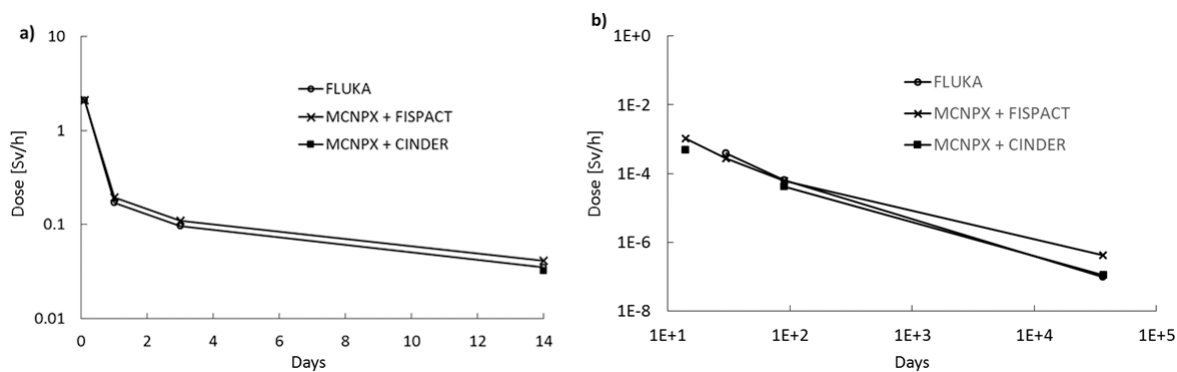 a)
10
1
0.1
0.01
Dose [Sv/h]
FLUKA
MCNPX + FISPACT
MCNPX + CINDER
0 2 4 6 8 10 12 14
Days
b)
1E+0
1E-2
1E-4
1E-6
1E-8
Dose [Sv/h]
FLUKA
MCNPX + FISPACT
MCNPX + CINDER
1E+1 1E+2 1E+3 1E+4 1E+5
Days